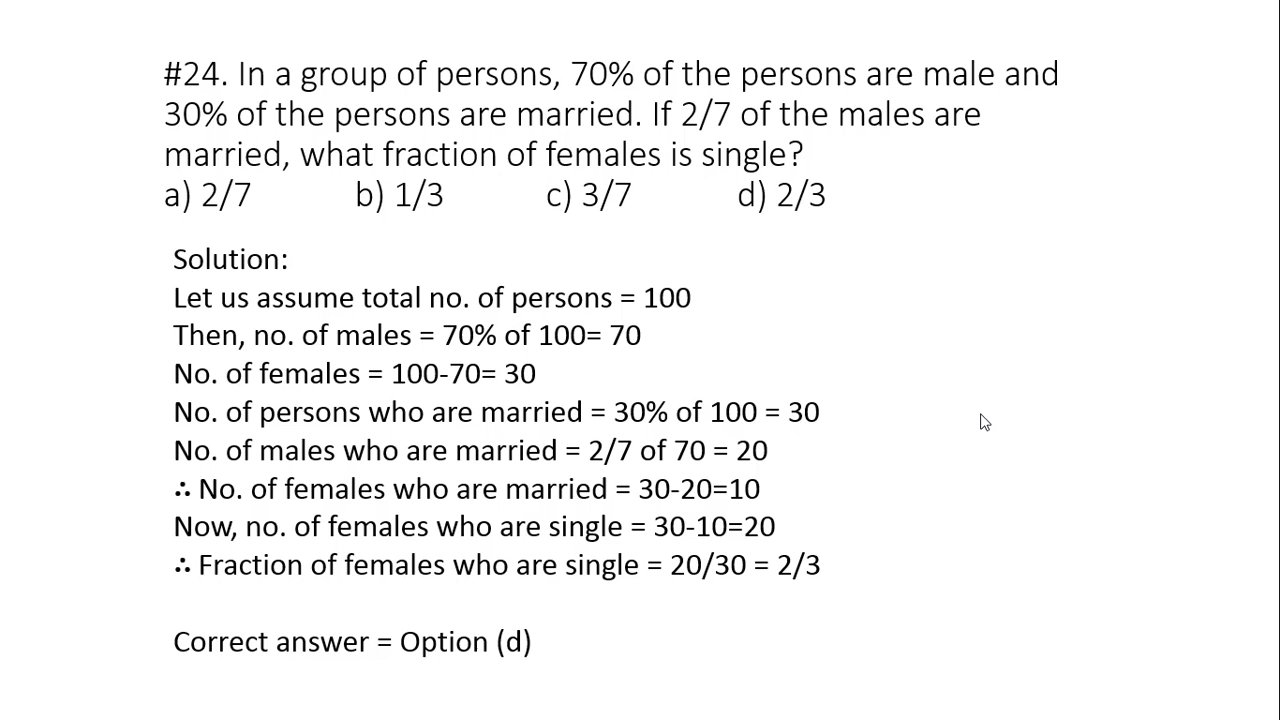 #24. In a group of persons, 70% of the persons are male and
30% of the persons are married. If 2/7 of the males are
married, what fraction of females is single?
a) 2/7 b) 1/3 c) 3/7 d) 2/3
Solution:
Let us assume total no. of persons = 100
Then, no. of males = 70% of 100= 70
No. of females = 100-70= 30
No. of persons who are married = 30% of 100 = 30
No. of males who are married = 2/7 of 70 = 20
∴ No. of females who are married = 30-20=10
Now, no. of females who are single = 30-10=20
∴ Fraction of females who are single = 20/30 = 2/3
Correct answer = Option (d)